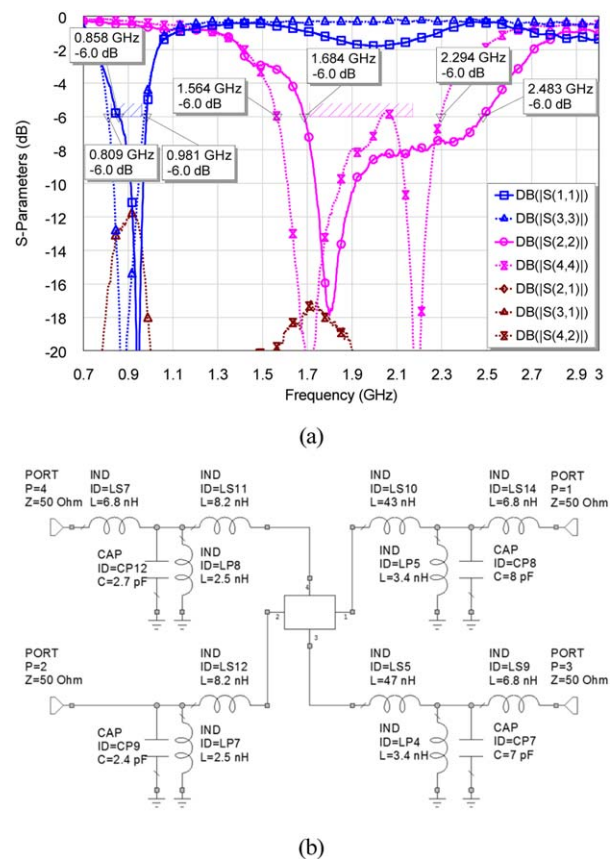 0.858 GHz
-6.0 dB
1.564 GHz
-6.0 dB
1.684 GHz
-6.0 dB
2.294 GHz
-6.0 dB
2.483 GHz
-6.0 dB
0.809 GHz
-6.0 dB
0.981 GHz
-6.0 dB
0
-2
-4
-6
-8
-10
-12
-14
-16
-18
-20
S-Parameters (dB)
DB(|S(1,1)|)
DB(|S(3,3)|)
DB(|S(2,2)|)
DB(|S(4,4)|)
DB(|S(2,1)|)
DB(|S(3,1)|)
DB(|S(4,2)|)
0.7 0.9 1.1 1.3 1.5 1.7 1.9 2.1 2.3 2.5 2.7 2.9 3
Frequency (GHz)
(a)
PORT
P=4
Z=50 Ohm
IND
ID=LS7
L=6.8 nH
IND
ID=LS11
L=8.2 nH
IND
ID=LS10
L=43 nH
IND
ID=LS14
L=6.8 nH
PORT
P=1
Z=50 Ohm
CAP
ID=CP12
C=2.7 pF
IND
ID=LP8
L=2.5 nH
IND
ID=LP5
L=3.4 nH
CAP
ID=CP8
C=8 pF
4
2
1
3
PORT
P=2
Z=50 Ohm
IND
ID=LS12
L=8.2 nH
IND
ID=LS5
L=47 nH
IND
ID=LS9
L=6.8 nH
PORT
P=3
Z=50 Ohm
CAP
ID=CP9
C=2.4 pF
IND
ID=LP7
L=2.5 nH
IND
ID=LP4
L=3.4 nH
CAP
ID=CP7
C=7 pF
(b)